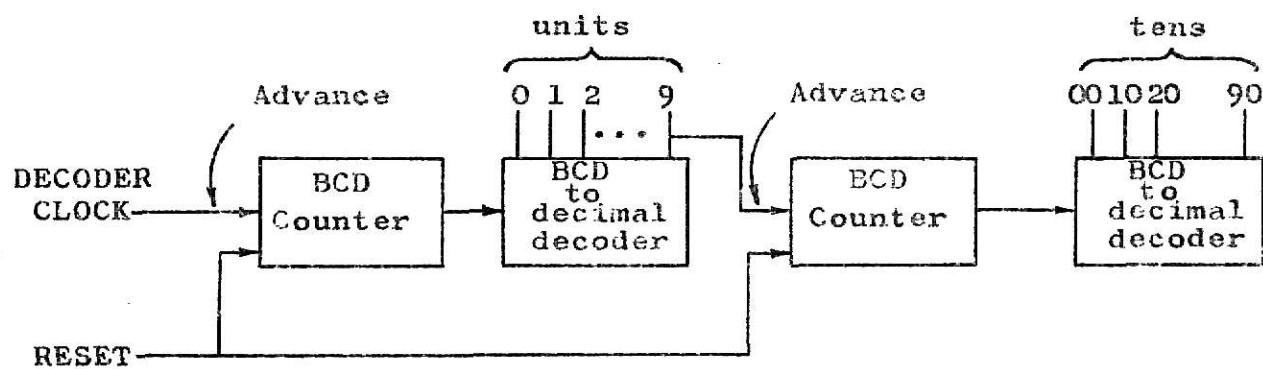 units
tens
Advance
0 1 2 9
Advance
00 10 20 90
• • •
DECODER
CLOCK
BCD
Counter
BCD
to
decimal
decoder
BCD
Counter
BCD
to
decimal
decoder
RESET